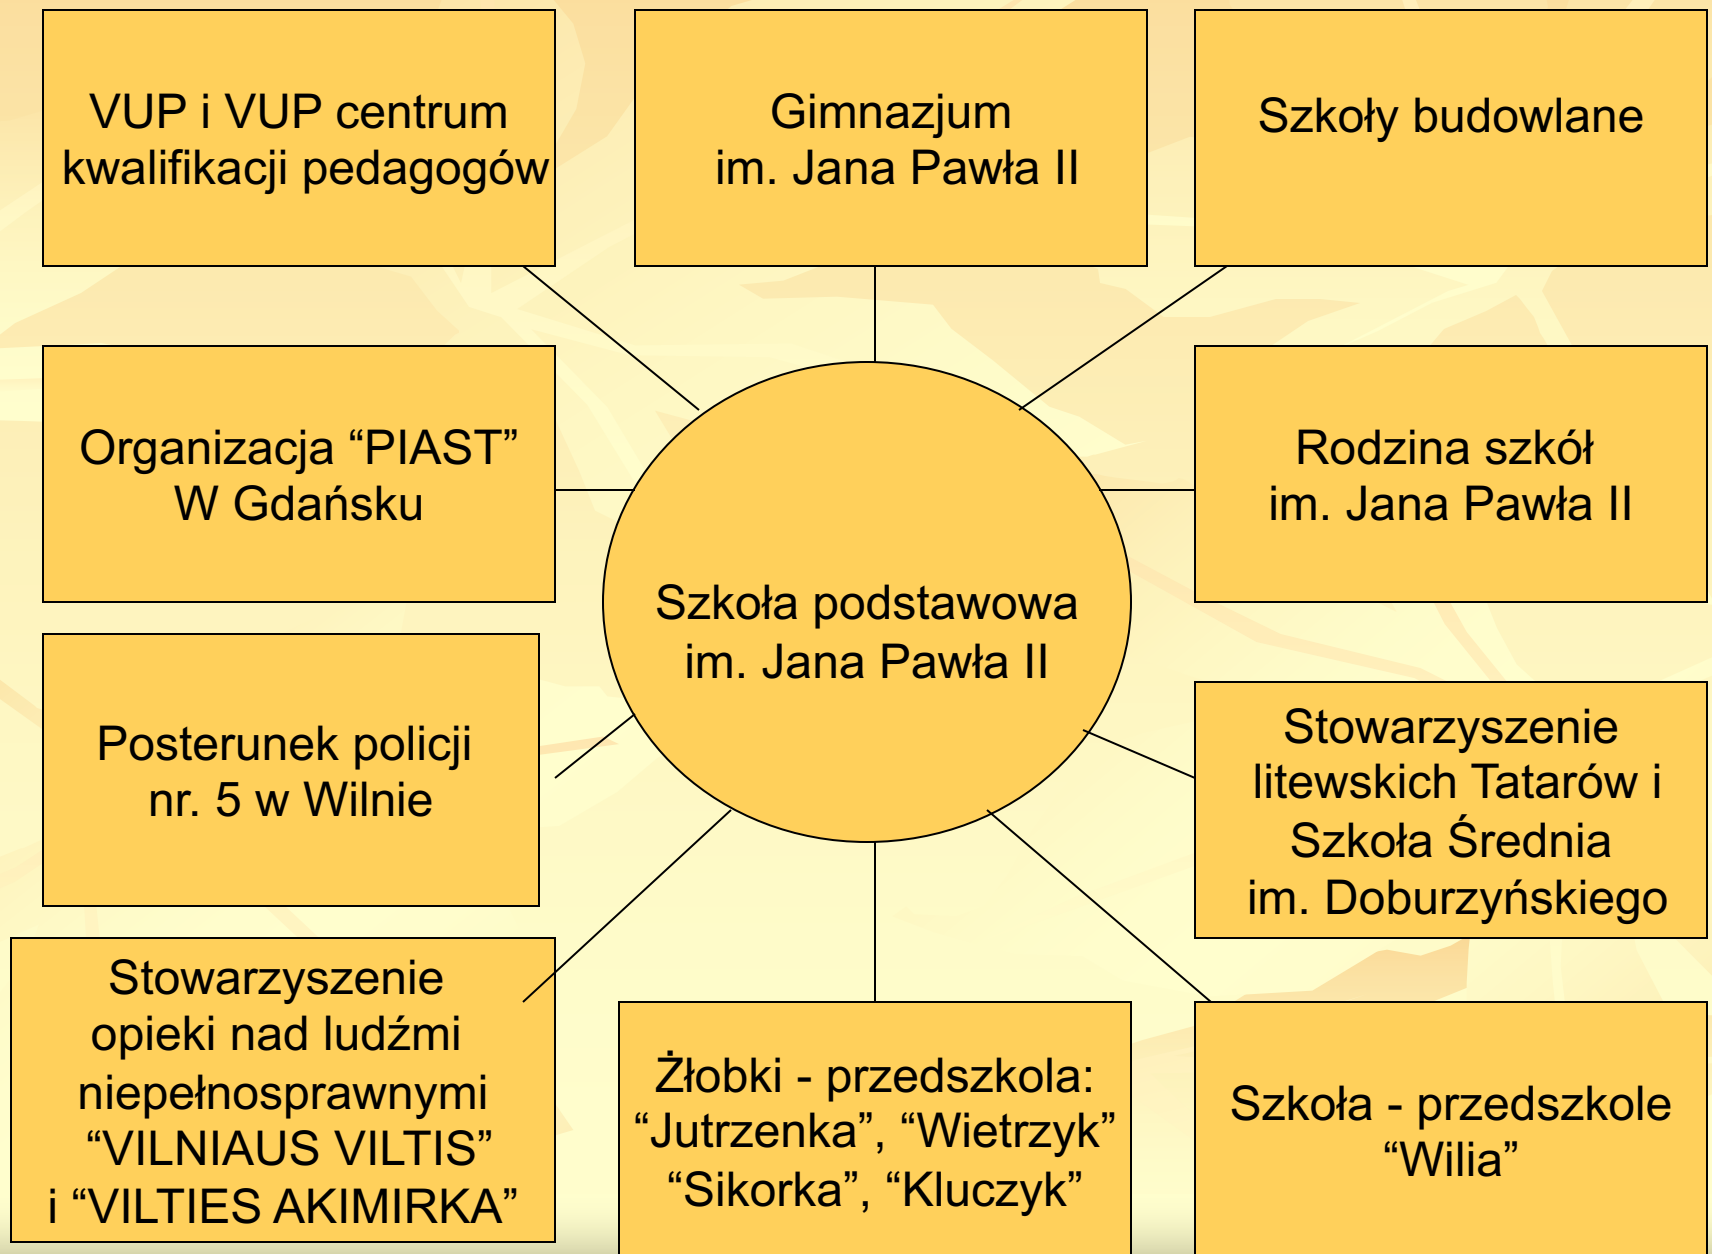 VUP i VUP centrum
kwalifikacji pedagogów
Gimnazjum
im. Jana Pawła II
Szkoły budowlane
Organizacja “PIAST”
W Gdańsku
Rodzina szkół
im. Jana Pawła II
Szkoła podstawowa
im. Jana Pawła II
Posterunek policji
nr. 5 w Wilnie
Stowarzyszenie
litewskich Tatarów i
Szkoła Średnia
im. Doburzyńskiego
Stowarzyszenie
opieki nad ludźmi
niepełnosprawnymi
“VILNIAUS VILTIS”
i “VILTIES AKIMIRKA”
Żłobki - przedszkola:
“Jutrzenka”, “Wietrzyk”
“Sikorka”, “Kluczyk”
Szkoła - przedszkole
“Wilia”